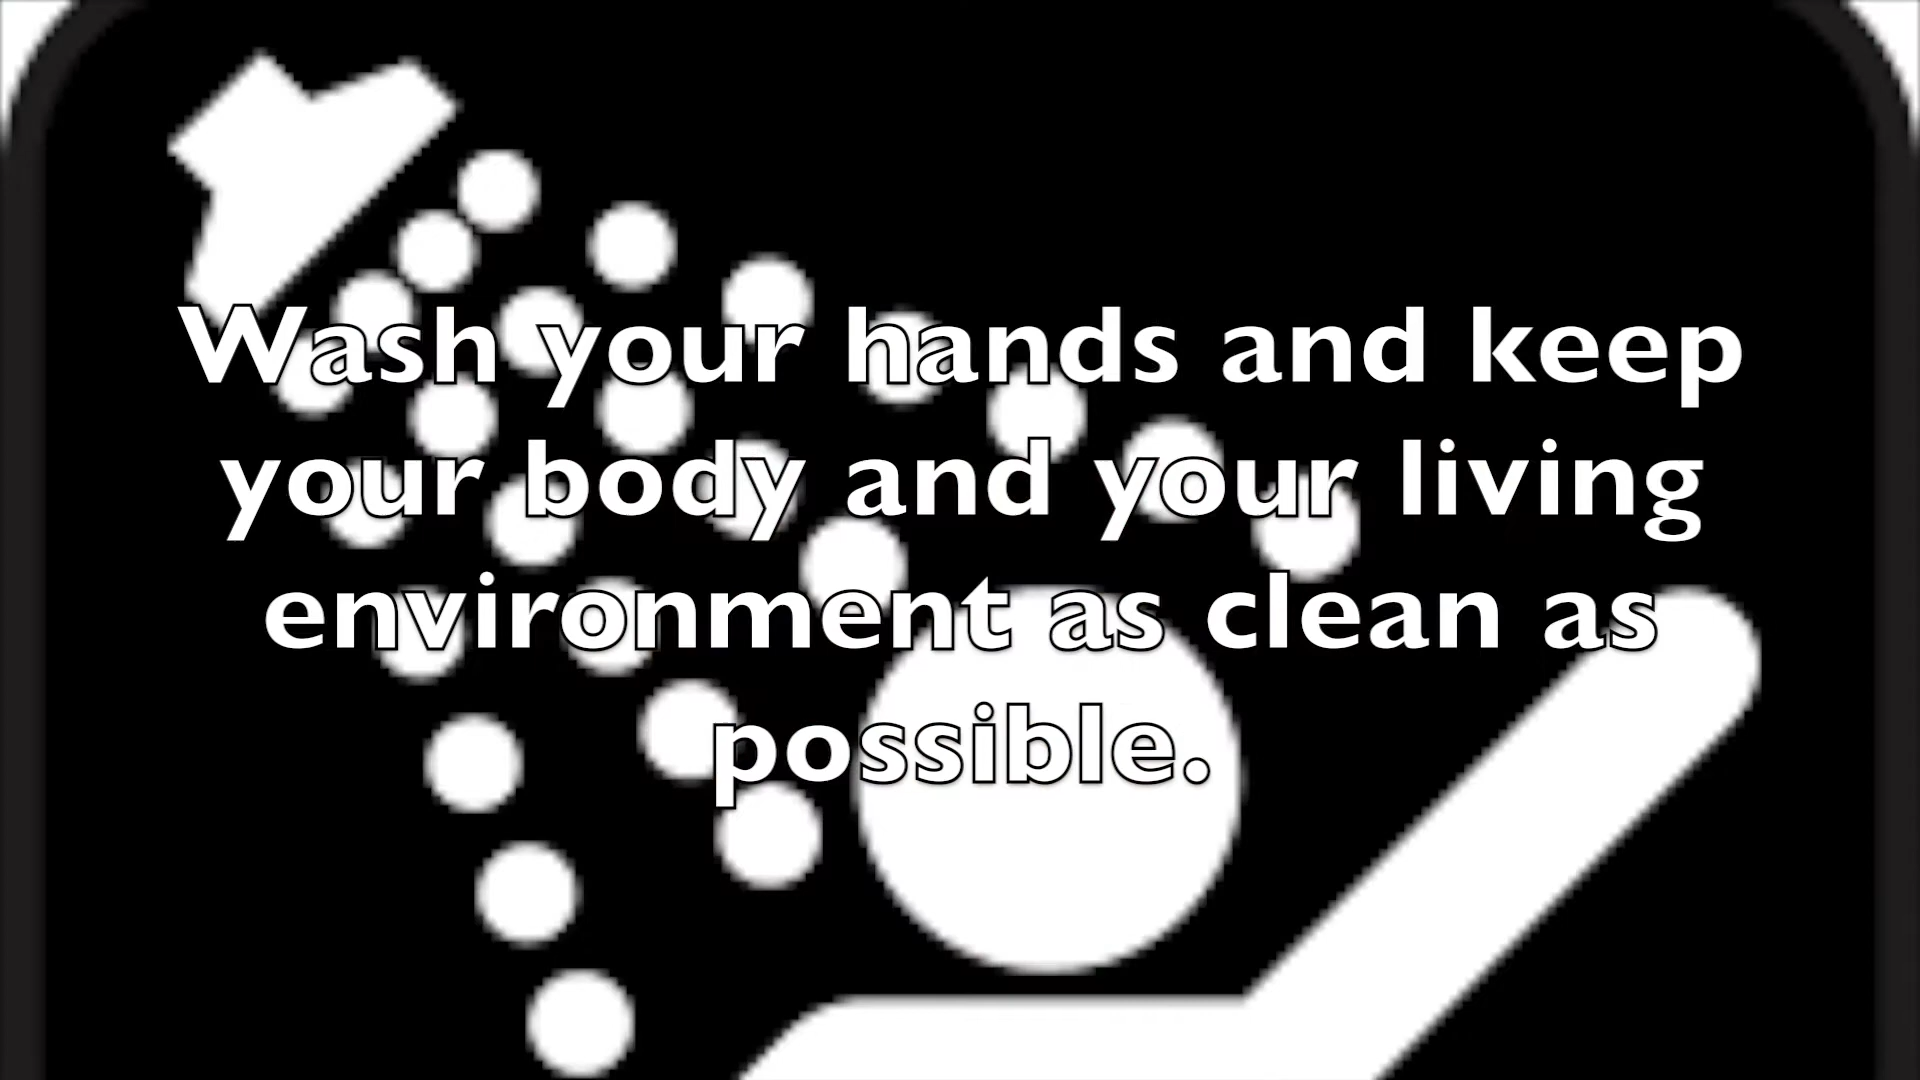 Wash your hands and keep
your body and your living
environment as clean as
possible.